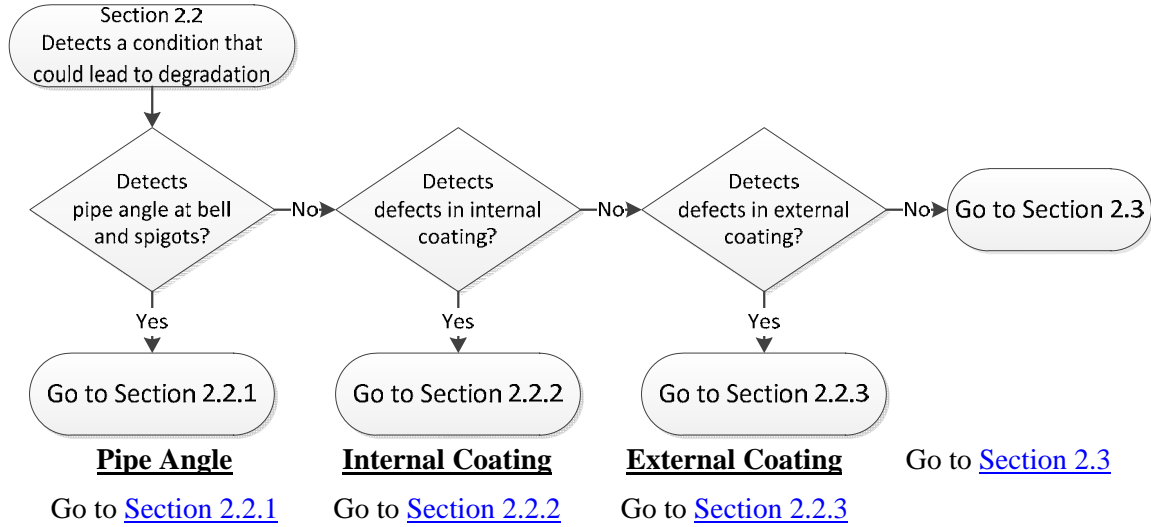 Section 2.2
Detects a condition that
could lead to degradation
Detects
pipe angle at bell
and spigots?
No
Detects
defects in internal
coating?
No
Detects
defects in external
coating?
No
Go to Section 2.3
Yes
Yes
Yes
Go to Section 2.2.1
Go to Section 2.2.2
Go to Section 2.2.3
Pipe Angle
Internal Coating
External Coating
Go to Section 2.3
Go to Section 2.2.1
Go to Section 2.2.2
Go to Section 2.2.3